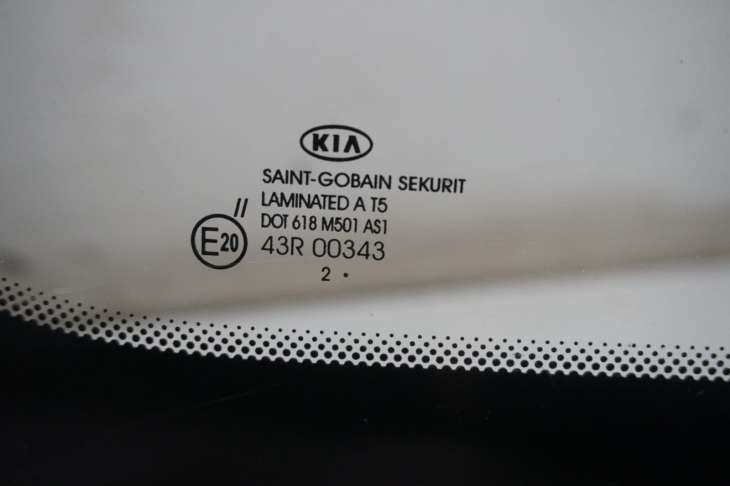 KIA
SAINT-GOBAIN SEKURIT
LAMINATED A T5
//
DOT 618 M501 AS1
E20
43R 00343
2 •